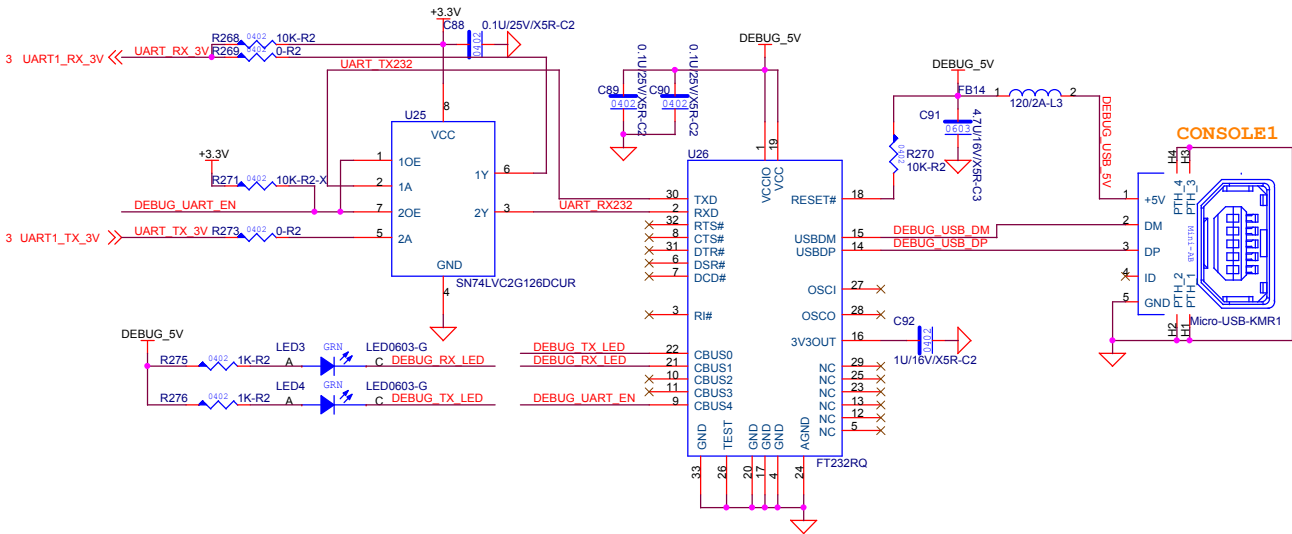 +3.3V
C88
0.1U/25V/X5R-C2
0402
R268
0402
10K-R2
R269
0402
0-R2
3 UART1_RX_3V
UART_RX_3V
UART_TX232
U25
8
VCC
1
1OE
2
1A
7
2OE
5
2A
1Y
6
2Y
3
GND
4
SN74LVC2G126DCUR
+3.3V
R271
0402
10K-R2-X
DEBUG_UART_EN
3 UART1_TX_3V
UART_TX_3V
R273
0402
0-R2
UART_RX232
DEBUG_5V
C89
0402
0.1U/25V/X5R-C2
C90
0402
0.1U/25V/X5R-C2
U26
1
19
VCCIO
VCC
30
TXD
2
RXD
32
RTS#
8
CTS#
31
DTR#
6
DSR#
7
DCD#
3
RI#
22
CBUS0
21
CBUS1
10
CBUS2
11
CBUS3
9
CBUS4
DEBUG_TX_LED
DEBUG_RX_LED
DEBUG_UART_EN
RESET#
18
USBDM
15
USBDP
14
OSCI
27
OSCO
28
3V3OUT
16
NC
29
NC
25
NC
23
NC
13
NC
12
NC
5
GND
TEST
GND
GND
GND
AGND
33
26
20
17
4
24
FT232RQ
DEBUG_5V
FB14
1
2
120/2A-L3
C91
0603
4.7U/16V/X5R-C3
R270
0402
10K-R2
DEBUG_USB_5V
DEBUG_USB_DM
DEBUG_USB_DP
C92
0402
1U/16V/X5R-C2
CONSOLE1
H4
H3
PTH_4
PTH_3
1
+5V
2
DM
3
DP
4
ID
5
GND
PTH_2
PTH_1
H2
H1
Mini-AB
Micro-USB-KMR1
DEBUG_5V
R275
0402
1K-R2
LED3
A
GRN
C
LED0603-G
DEBUG_RX_LED
R276
0402
1K-R2
LED4
A
GRN
C
LED0603-G
DEBUG_TX_LED